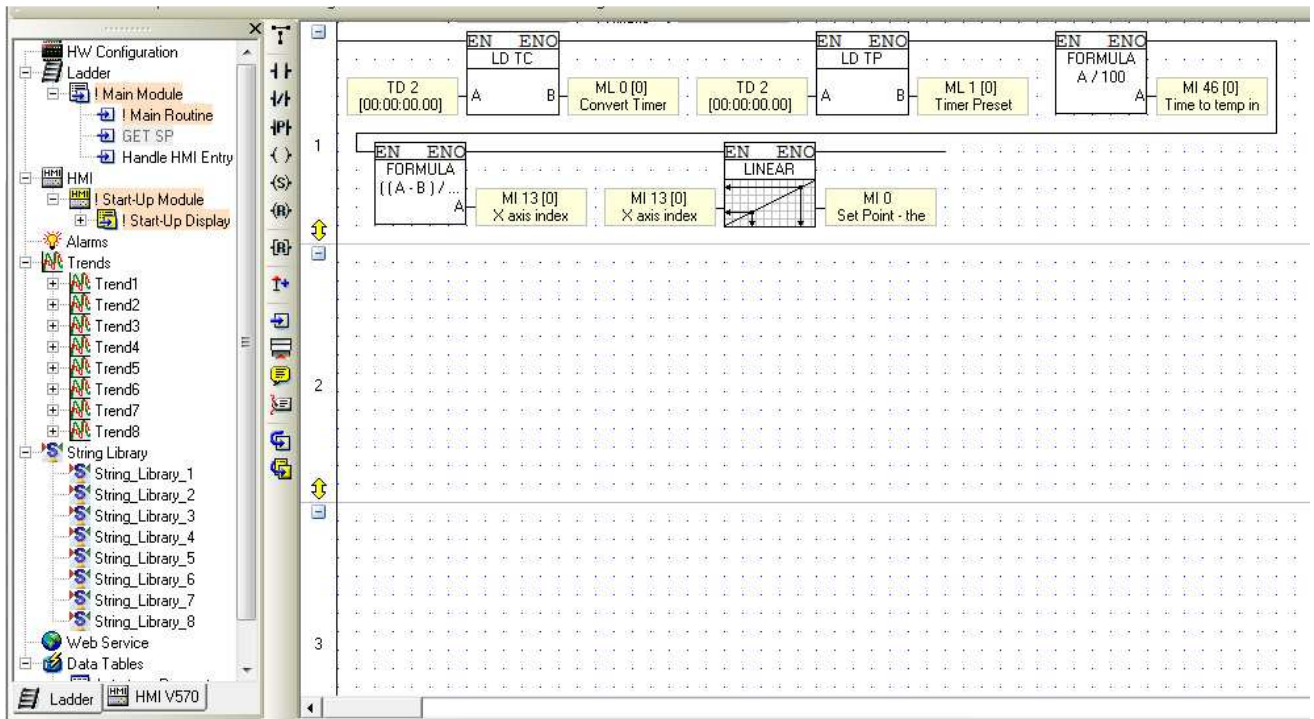 HW Configuration
Ladder
! Main Module
! Main Routine
GET SP
Handle HMI Entry
HMI
! Start-Up Module
! Start-Up Display
Alarms
Trends
Trend1
Trend2
Trend3
Trend4
Trend5
Trend6
Trend7
Trend8
String Library
String_Library_1
String_Library_2
String_Library_3
String_Library_4
String_Library_5
String_Library_6
String_Library_7
String_Library_8
Web Service
Data Tables
Ladder HMI V570
1
EN ENO
LD TC
TD 2
[00:00:00.00]
A B
ML 0 [0]
Convert Timer
EN ENO
LD TP
TD 2
[00:00:00.00]
A B
ML 1 [0]
Timer Preset
EN ENO
FORMULA
A / 100
A
MI 46 [0]
Time to temp in
EN ENO
FORMULA
((A - B) / ...
A
MI 13 [0]
X axis index
MI 13 [0]
X axis index
EN ENO
LINEAR
MI 0
Set Point - the
2
3